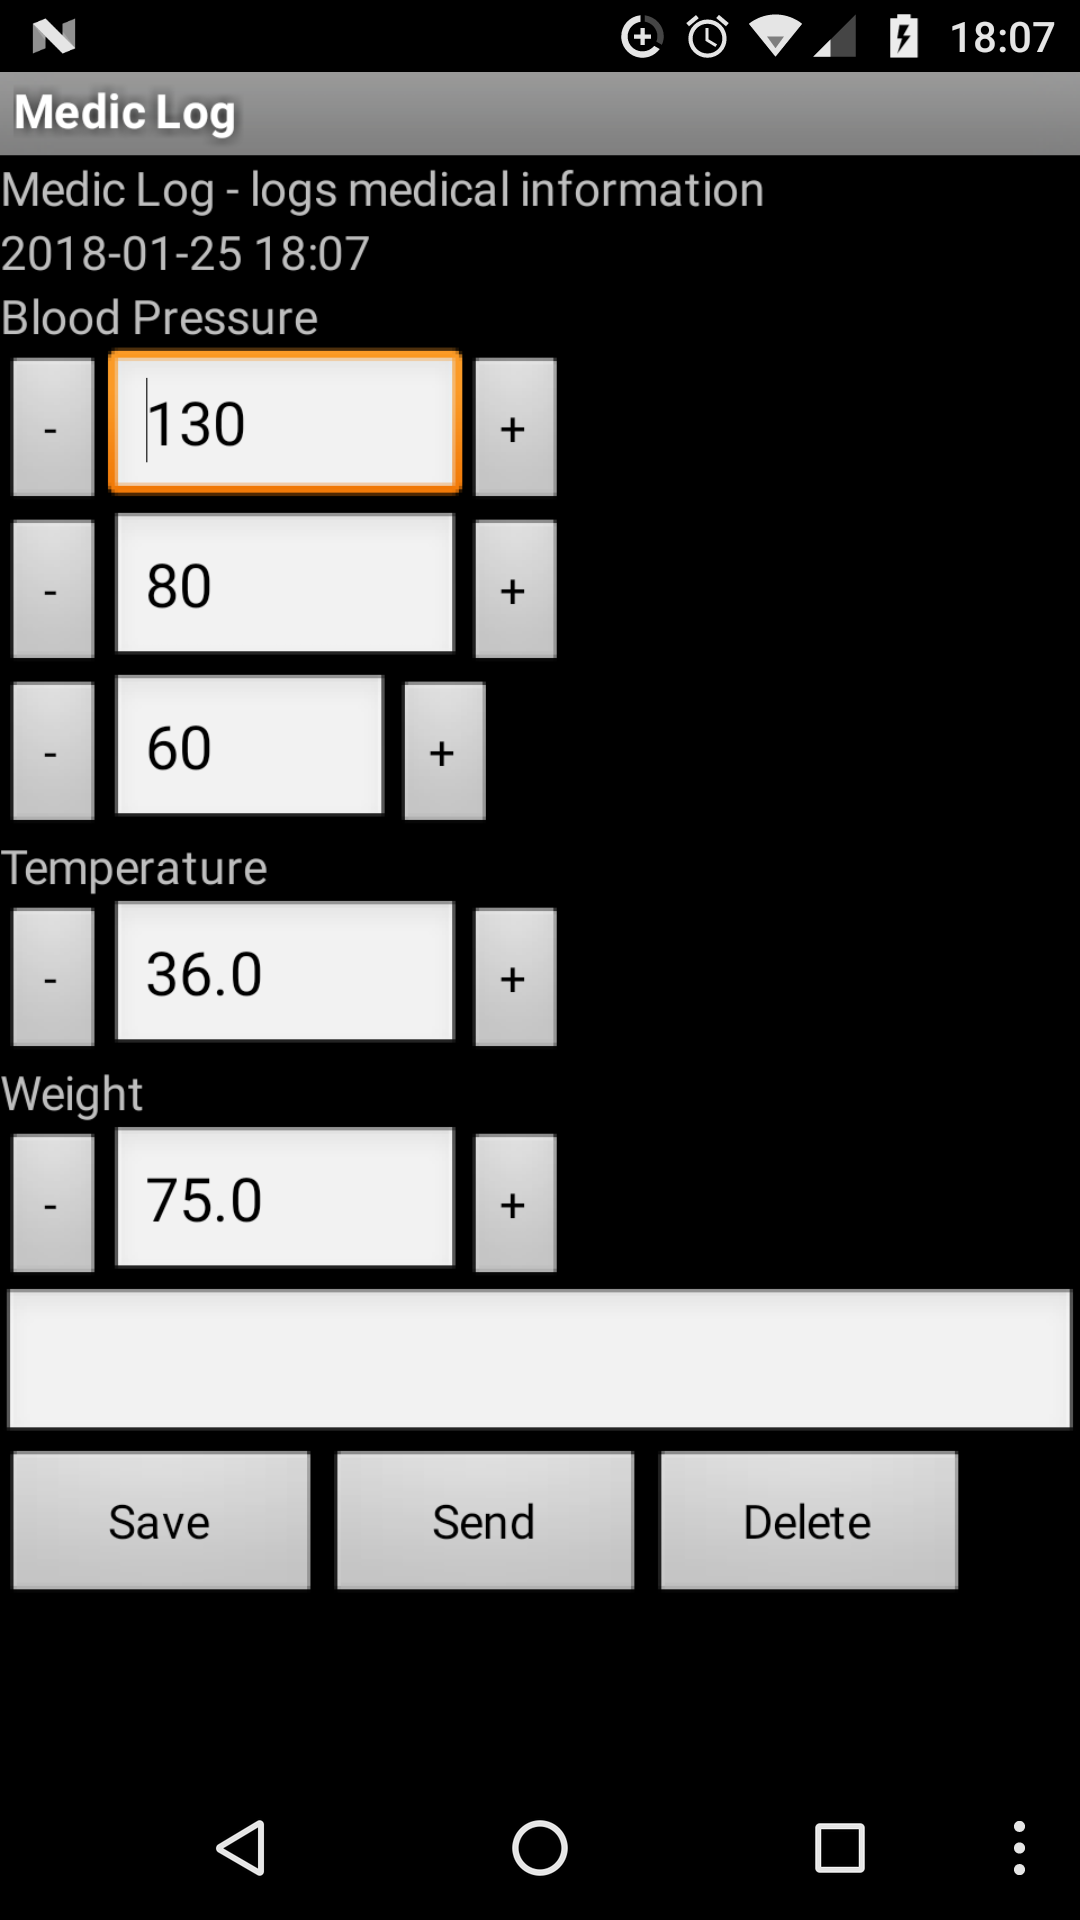 18:07
Medic Log
Medic Log - logs medical information
2018-01-25 18:07
Blood Pressure
- 130 +
- 80 +
- 60 +
Temperature
- 36.0 +
Weight
- 75.0 +
Save Send Delete